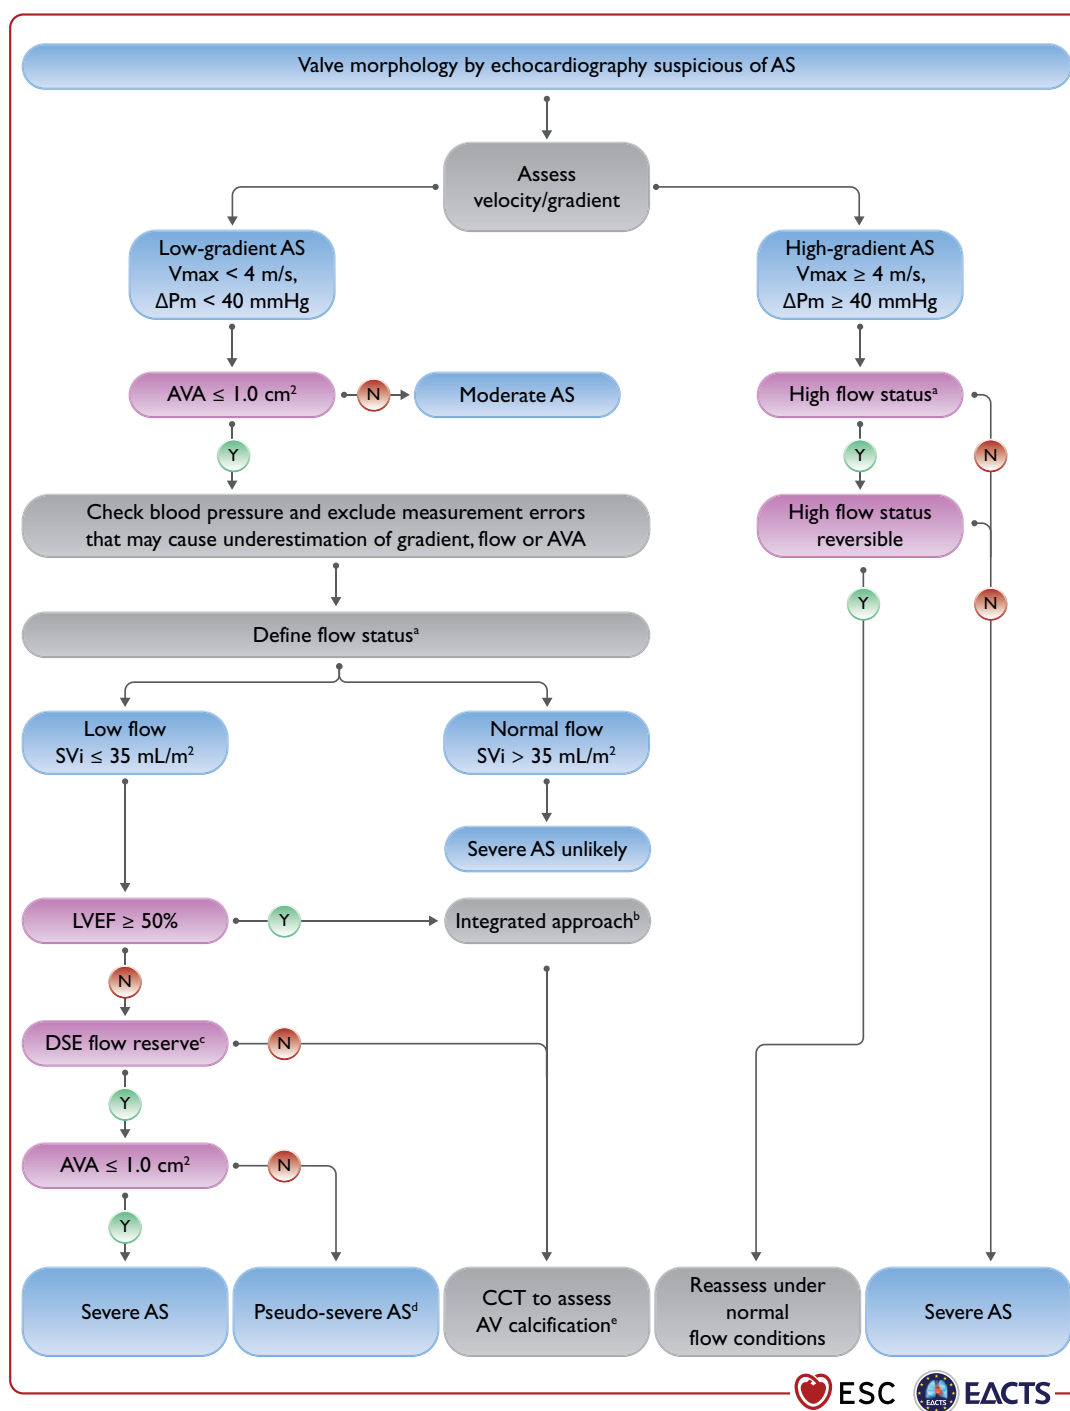 Valve morphology by echocardiography suspicious of AS
Assess
velocity/gradient
Low-gradient AS
Vmax < 4 m/s,
ΔPm < 40 mmHg
High-gradient AS
Vmax ≥ 4 m/s,
ΔPm ≥ 40 mmHg
AVA ≤ 1.0 cm²
N
Moderate AS
High flow statusᵃ
Y
Y
N
Check blood pressure and exclude measurement errors
that may cause underestimation of gradient, flow or AVA
High flow status
reversible
Y
N
Define flow statusᵃ
Low flow
SVi ≤ 35 mL/m²
Normal flow
SVi > 35 mL/m²
Severe AS unlikely
LVEF ≥ 50%
Y
Integrated approachᵇ
N
DSE flow reserveᶜ
N
Y
AVA ≤ 1.0 cm²
N
Y
Severe AS
Pseudo-severe ASᵈ
CCT to assess
AV calcificationᵉ
Reassess under
normal
flow conditions
Severe AS
ESC
EACTS
EΔCTS